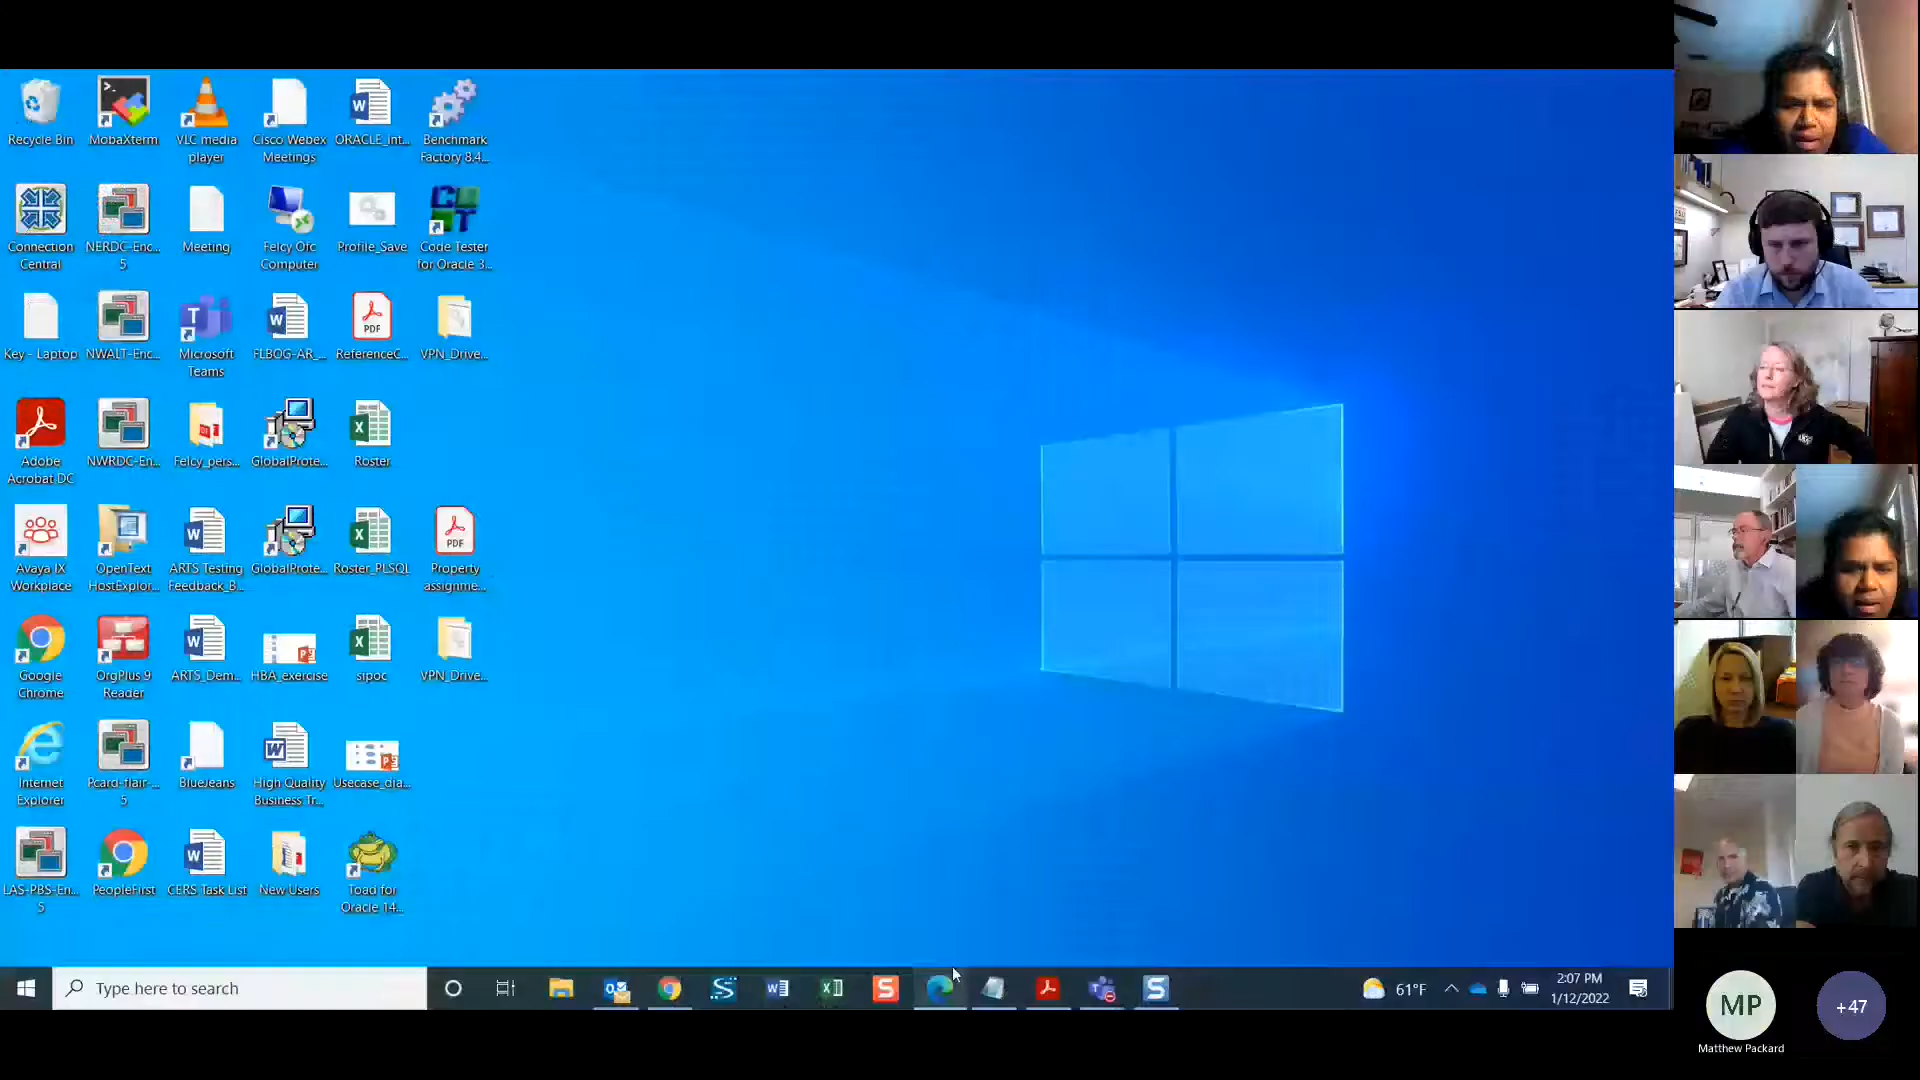 Recycle Bin
MobaXterm
VLC media
player
Cisco Webex
Meetings
ORACLE_int...
Benchmark
Factory 8.4...
Connection
Central
NERDC-Enc...
5
Meeting
Felcy Ofc
Computer
Profile_Save
Code Tester
for Oracle 3...
Key - Laptop
NWALT-Enc...
Microsoft
Teams
FLBOG-AR_...
ReferenceC...
VPN_Drive...
Adobe
Acrobat DC
NWRDC-En...
Felcy_pers...
GlobalProte...
Roster
Avaya IX
Workplace
OpenText
HostExplor...
ARTS Testing
Feedback_B...
GlobalProte...
Roster_PLSQL
Property
assignme...
Google
Chrome
OrgPlus 9
Reader
ARTS_Dem...
HBA_exercise
sipoc
VPN_Drive...
Internet
Explorer
Pcard-flair-...
5
BlueJeans
High Quality
Business Tr...
Usecase_dia...
LAS-PBS-En...
5
PeopleFirst
CERS Task List
New Users
Toad for
Oracle 14...
Type here to search
61°F
2:07 PM
1/12/2022
MP
Matthew Packard
+47